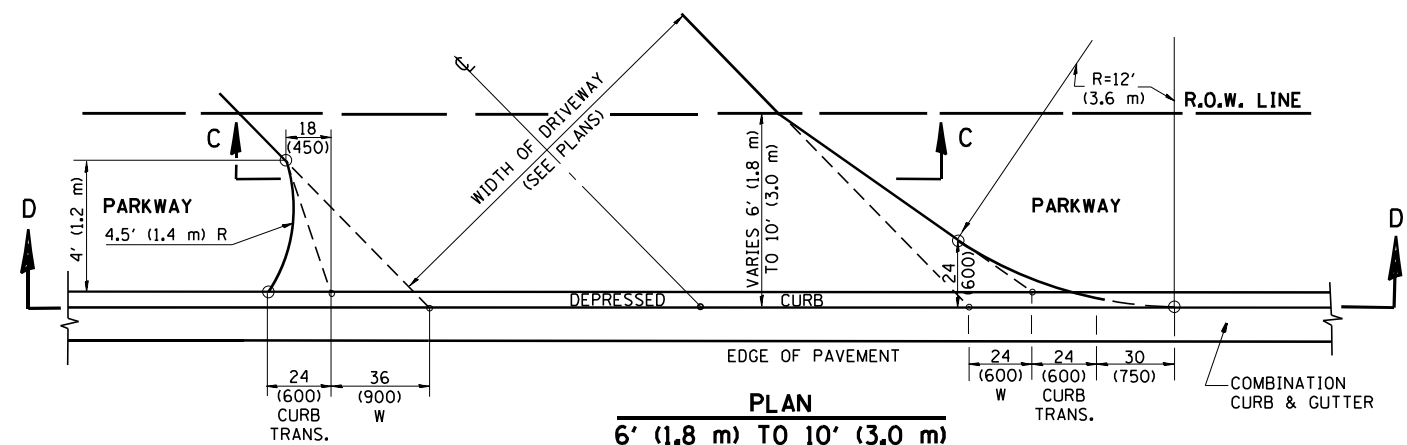 ℄
R=12'
(3.6 m)
R.O.W. LINE
C
18
(450)
WIDTH OF DRIVEWAY
(SEE PLANS)
C
D
4' (1.2 m)
PARKWAY
4.5' (1.4 m) R
VARIES 6' (1.8 m)
TO 10' (3.0 m)
PARKWAY
D
24
(600)
DEPRESSED CURB
EDGE OF PAVEMENT
24
(600)
CURB
TRANS.
36
(900)
W
24
(600)
W
24
(600)
CURB
TRANS.
30
(750)
COMBINATION
CURB & GUTTER
PLAN
6' (1.8 m) TO 10' (3.0 m)